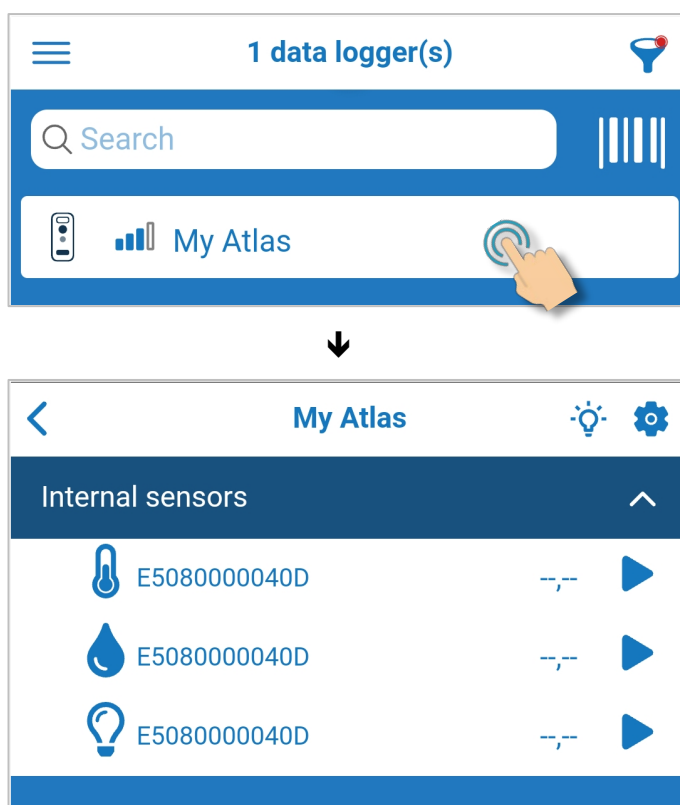 1 data logger(s)
Search
My Atlas
My Atlas
Internal sensors
E5080000040D --,--
E5080000040D --,--
E5080000040D --,--